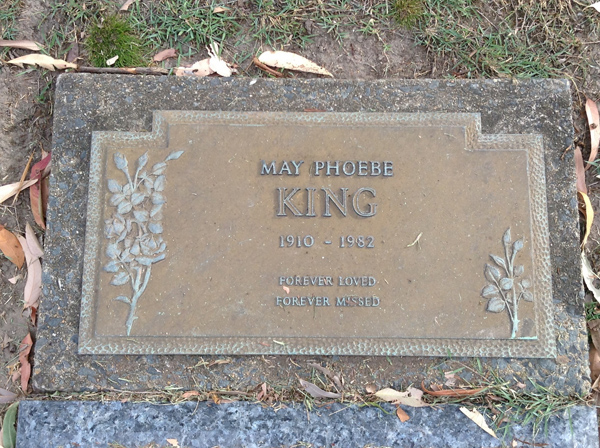 MAY PHOEBE
KING
1910 - 1982
FOREVER LOVED
FOREVER MISSED